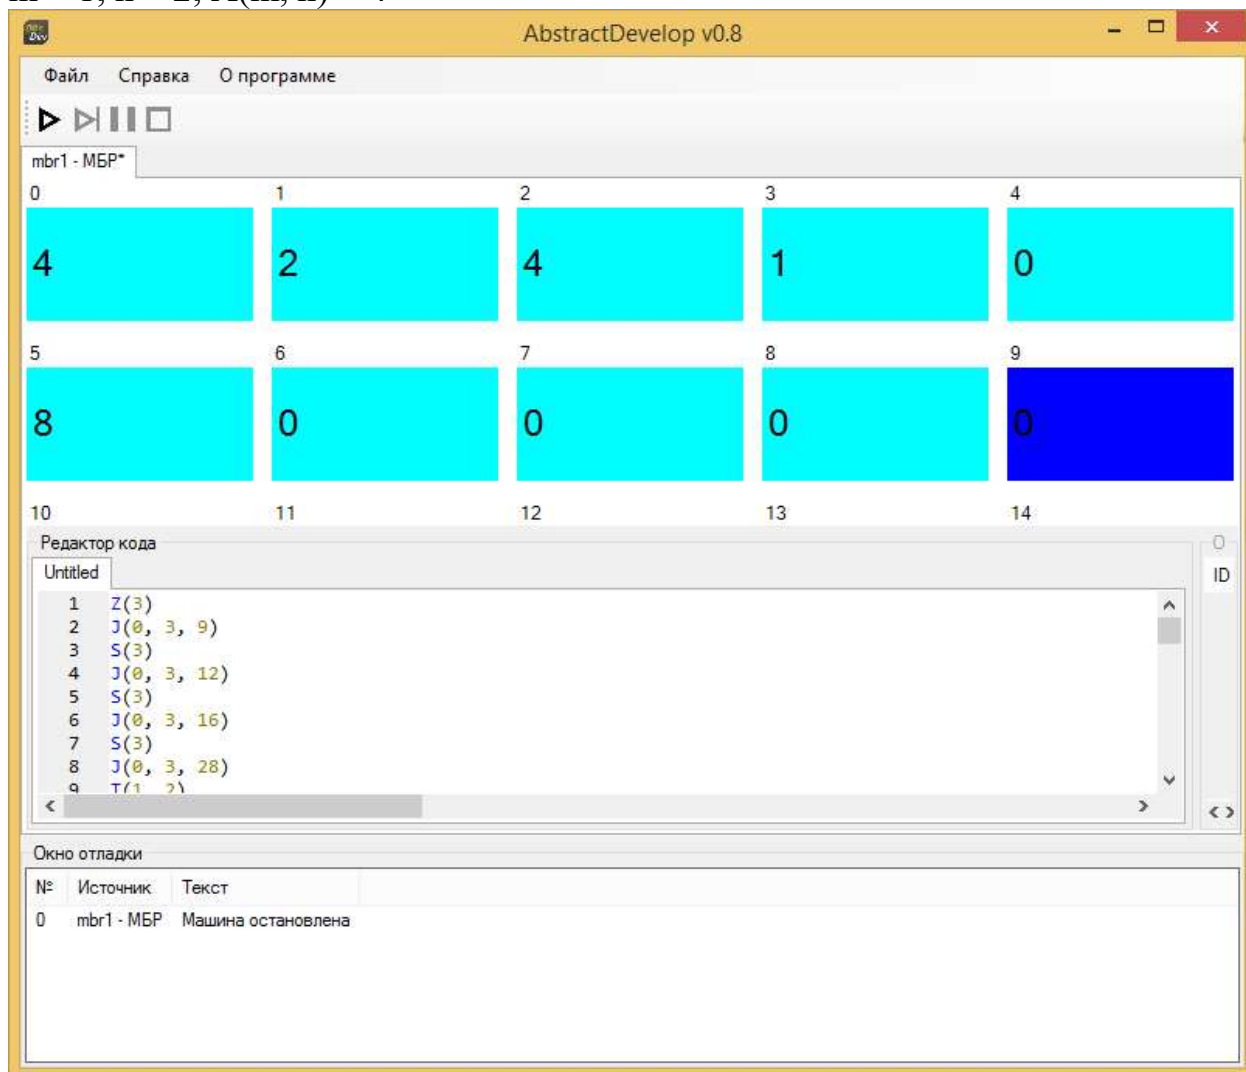 AbstractDevelop v0.8
Файл Справка О программе
mbr1 - МБР*
0 1 2 3 4
4 2 4 1 0
5 6 7 8 9
8 0 0 0 0
10 11 12 13 14
Редактор кода О
Untitled ID
1 Z(3)
2 J(0, 3, 9)
3 S(3)
4 J(0, 3, 12)
5 S(3)
6 J(0, 3, 16)
7 S(3)
8 J(0, 3, 28)
9 T(1, 2)
Окно отладки
№ Источник Текст
0 mbr1 - МБР Машина остановлена